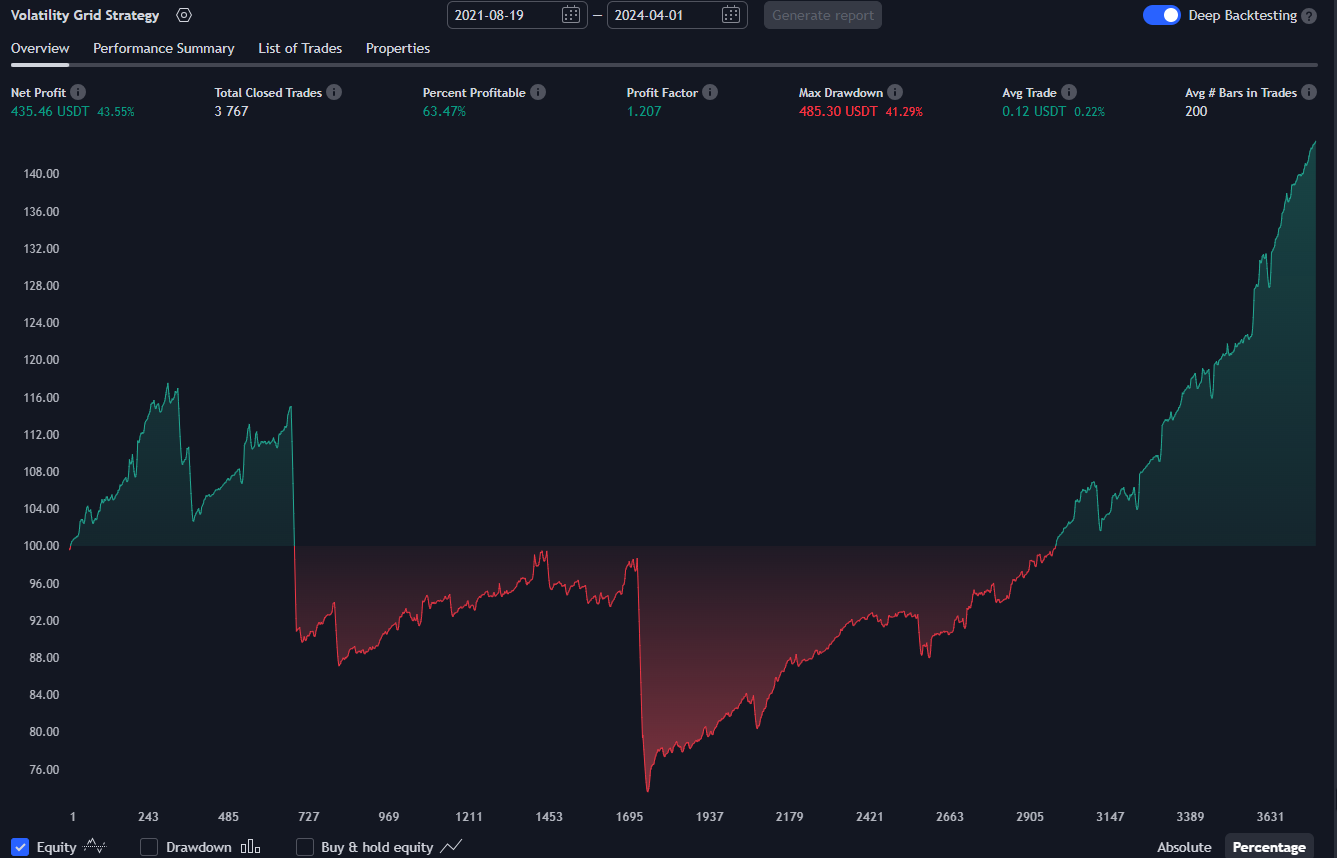 Volatility Grid Strategy 2021-08-19 — 2024-04-01 Generate report Deep Backtesting ?
Overview Performance Summary List of Trades Properties
Net Profit Total Closed Trades Percent Profitable Profit Factor Max Drawdown Avg Trade Avg # Bars in Trades
435.46 USDT 43.55% 3 767 63.47% 1.207 485.30 USDT 41.29% 0.12 USDT 0.22% 200
140.00
136.00
132.00
128.00
124.00
120.00
116.00
112.00
108.00
104.00
100.00
96.00
92.00
88.00
84.00
80.00
76.00
1 243 485 727 969 1211 1453 1695 1937 2179 2421 2663 2905 3147 3389 3631
Equity Drawdown Buy & hold equity Absolute Percentage